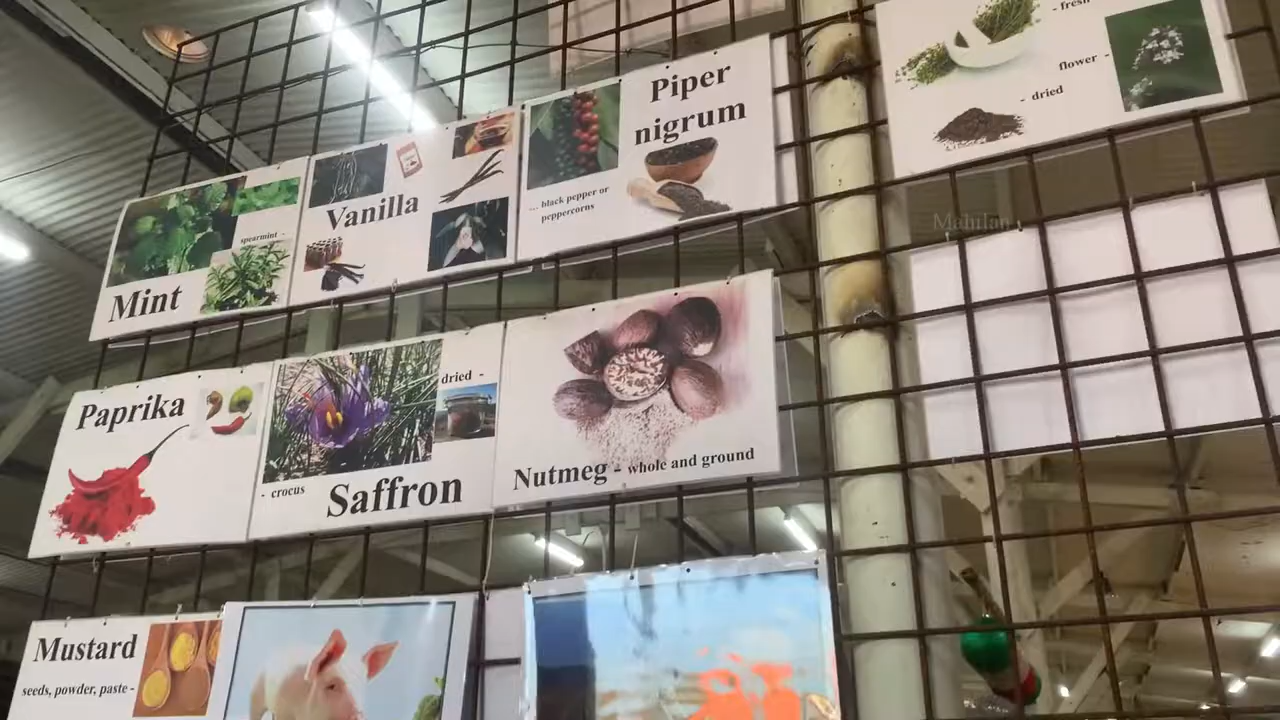 Piper
nigrum
... black pepper or
peppercorns
- fresh
flower -
- dried
Vanilla
spearmint -
Mint
Mahtlan
Paprika
dried -
- crocus
Saffron
Nutmeg - whole and ground
Mustard
seeds, powder, paste -